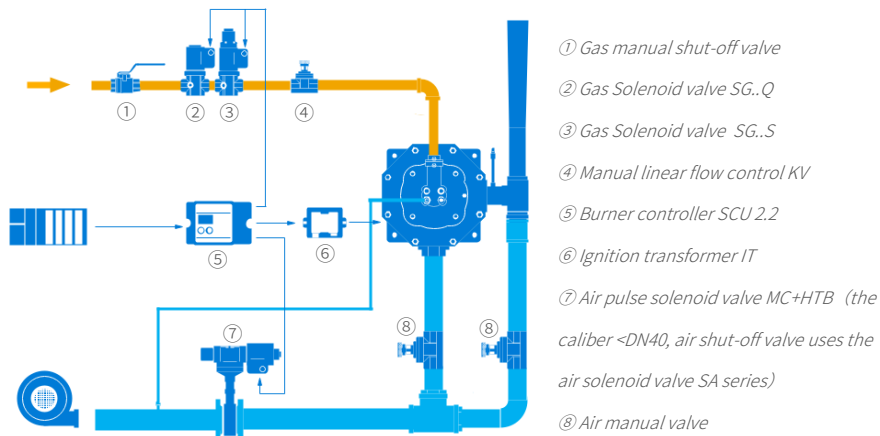 ① Gas manual shut-off valve
② Gas Solenoid valve SG..Q
③ Gas Solenoid valve SG..S
④ Manual linear flow control KV
⑤ Burner controller SCU 2.2
⑥ Ignition transformer IT
⑦ Air pulse solenoid valve MC+HTB（the
caliber <DN40, air shut-off valve uses the
air solenoid valve SA series）
⑧ Air manual valve
①
②
③
④
⑤
⑥
⑦
⑧
⑧